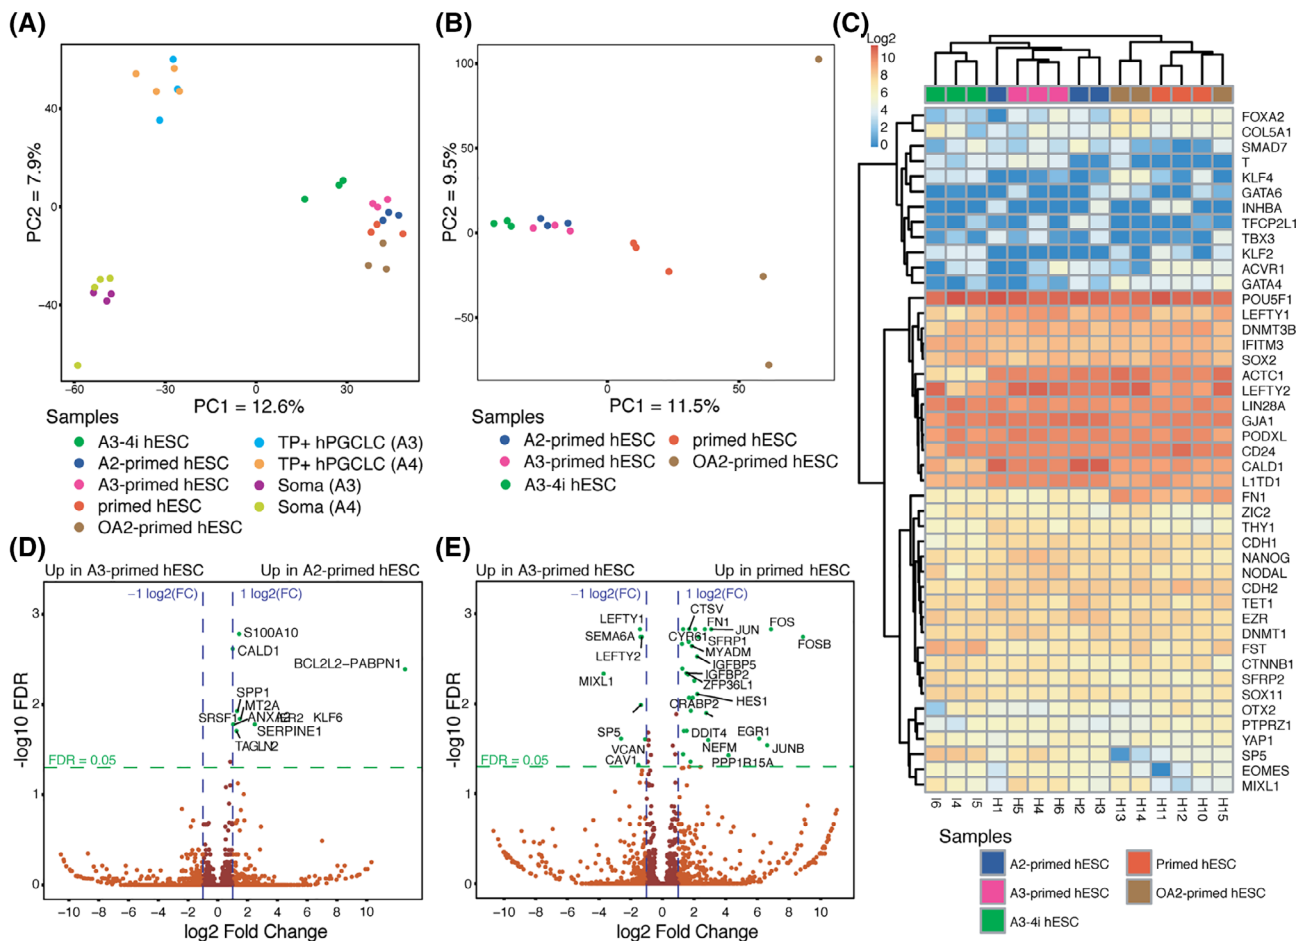 (A)
PC2 = 7.9%
40
0
−40
−60
−30
0
30
PC1 = 12.6%
Samples
A3-4i hESC
A2-primed hESC
A3-primed hESC
primed hESC
OA2-primed hESC
TP+ hPGCLC (A3)
TP+ hPGCLC (A4)
Soma (A3)
Soma (A4)
(B)
PC2 = 9.5%
100
50
0
−50
0
50
PC1 = 11.5%
Samples
A2-primed hESC
A3-primed hESC
A3-4i hESC
primed hESC
OA2-primed hESC
(C)
Log2
10
8
6
4
2
0
FOXA2
COL5A1
SMAD7
T
KLF4
GATA6
INHBA
TFCP2L1
TBX3
KLF2
ACVR1
GATA4
POU5F1
LEFTY1
DNMT3B
IFITM3
SOX2
ACTC1
LEFTY2
LIN28A
GJA1
PODXL
CD24
CALD1
L1TD1
FN1
ZIC2
THY1
CDH1
NANOG
NODAL
CDH2
TET1
EZR
DNMT1
FST
CTNNB1
SFRP2
SOX11
OTX2
PTPRZ1
YAP1
SP5
EOMES
MIXL1
I6 I4 I5 H1 H5 H4 H6 H2 H3 H13 H14 H11 H12 H10 H15
Samples
A2-primed hESC
A3-primed hESC
A3-4i hESC
Primed hESC
OA2-primed hESC
(D)
Up in A3-primed hESC
Up in A2-primed hESC
−1 log2(FC)
1 log2(FC)
-log10 FDR
3
2
1
0
S100A10
CALD1
BCL2L2−PABPN1
SPP1
MT2A
SRSF1
ANXA2
IER2
KLF6
SERPINE1
TAGLN2
FDR = 0.05
−10 −8 −6 −4 −2 0 2 4 6 8 10
log2 Fold Change
(E)
Up in A3-primed hESC
Up in primed hESC
−1 log2(FC)
1 log2(FC)
-log10 FDR
3
2
1
0
LEFTY1
SEMA6A
LEFTY2
MIXL1
SP5
VCAN
CAV1
CTSV
FN1
JUN
FOS
FOSB
CYR61
SFRP1
MYADM
IGFBP5
IGFBP2
ZFP36L1
HES1
CRABP2
DDIT4
EGR1
NEFM
JUNB
PPP1R15A
FDR = 0.05
−10 −8 −6 −4 −2 0 2 4 6 8 10
log2 Fold Change